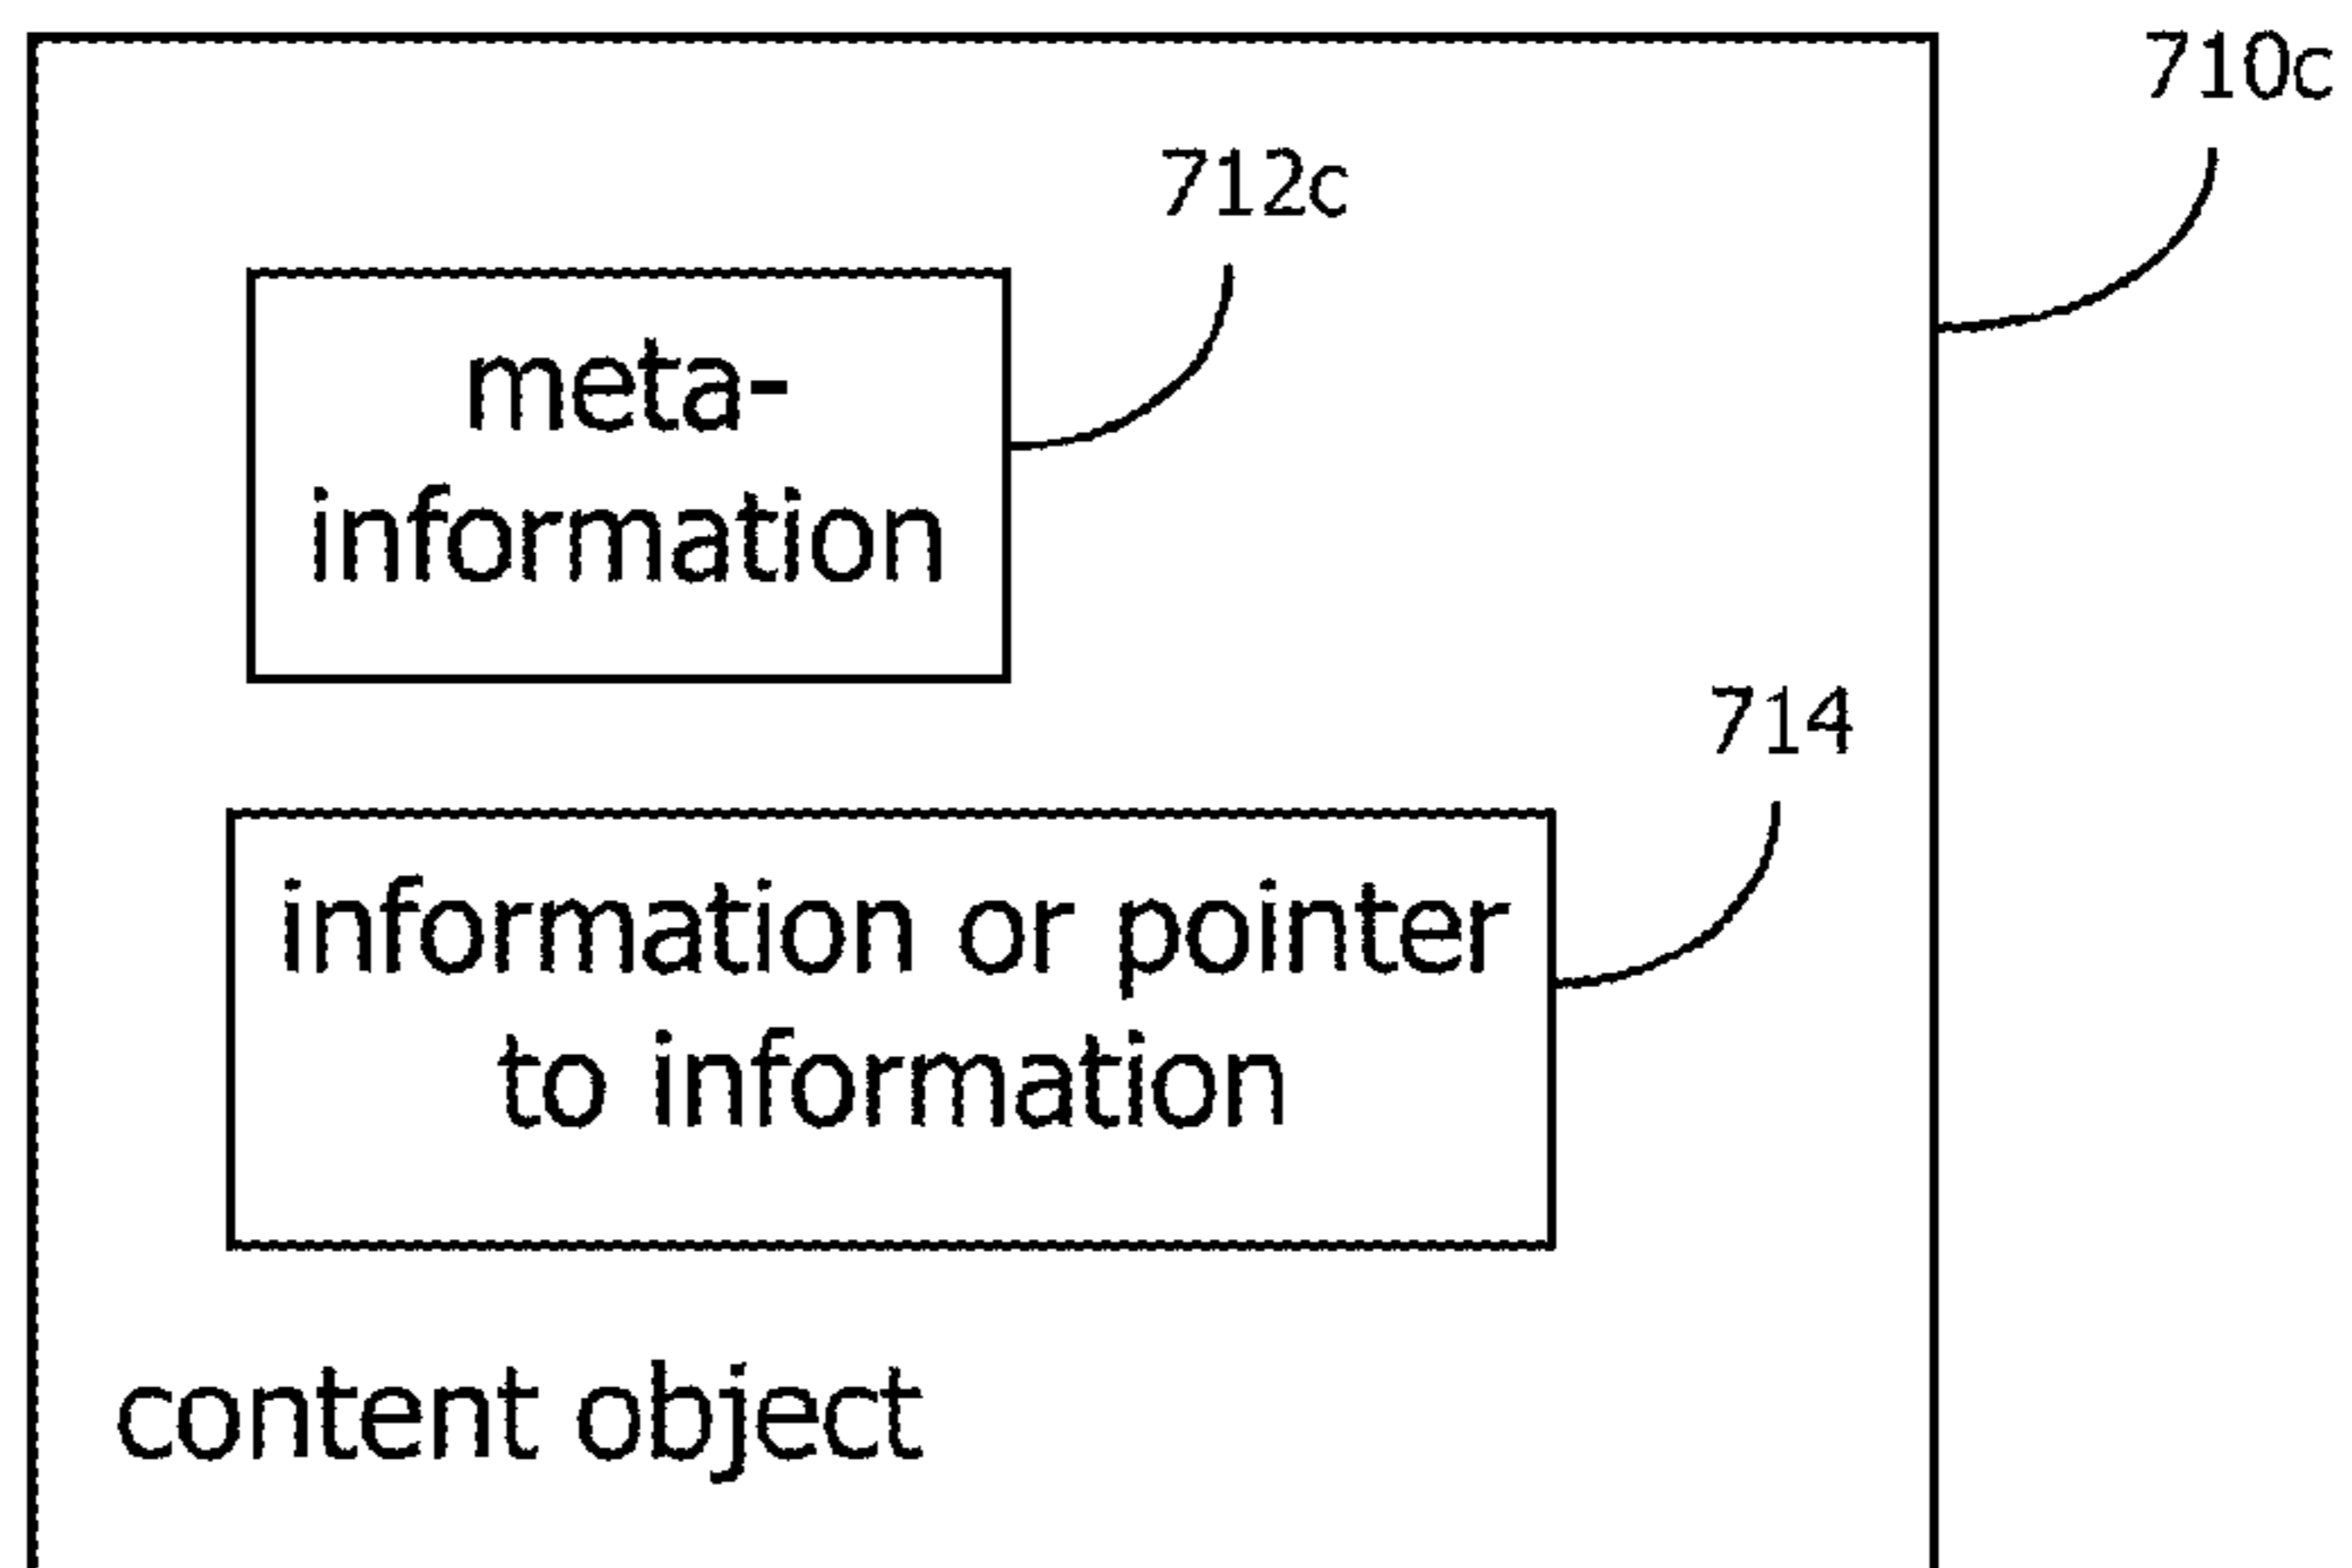 710c
712c
meta-
information
714
information or pointer
to information
content object